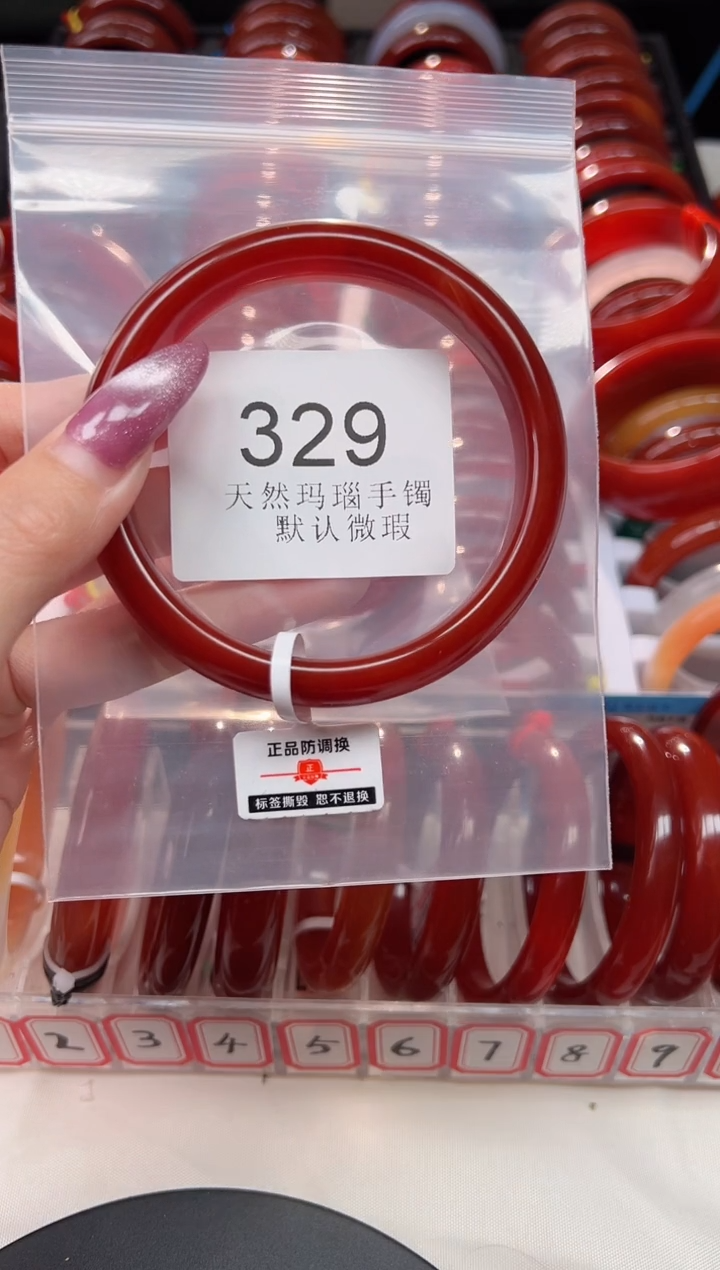 329
天然玛瑙手镯
默认微瑕
正品防调换
正
标签撕毁 恕不退换
2 3 4 5 6 7 8 9